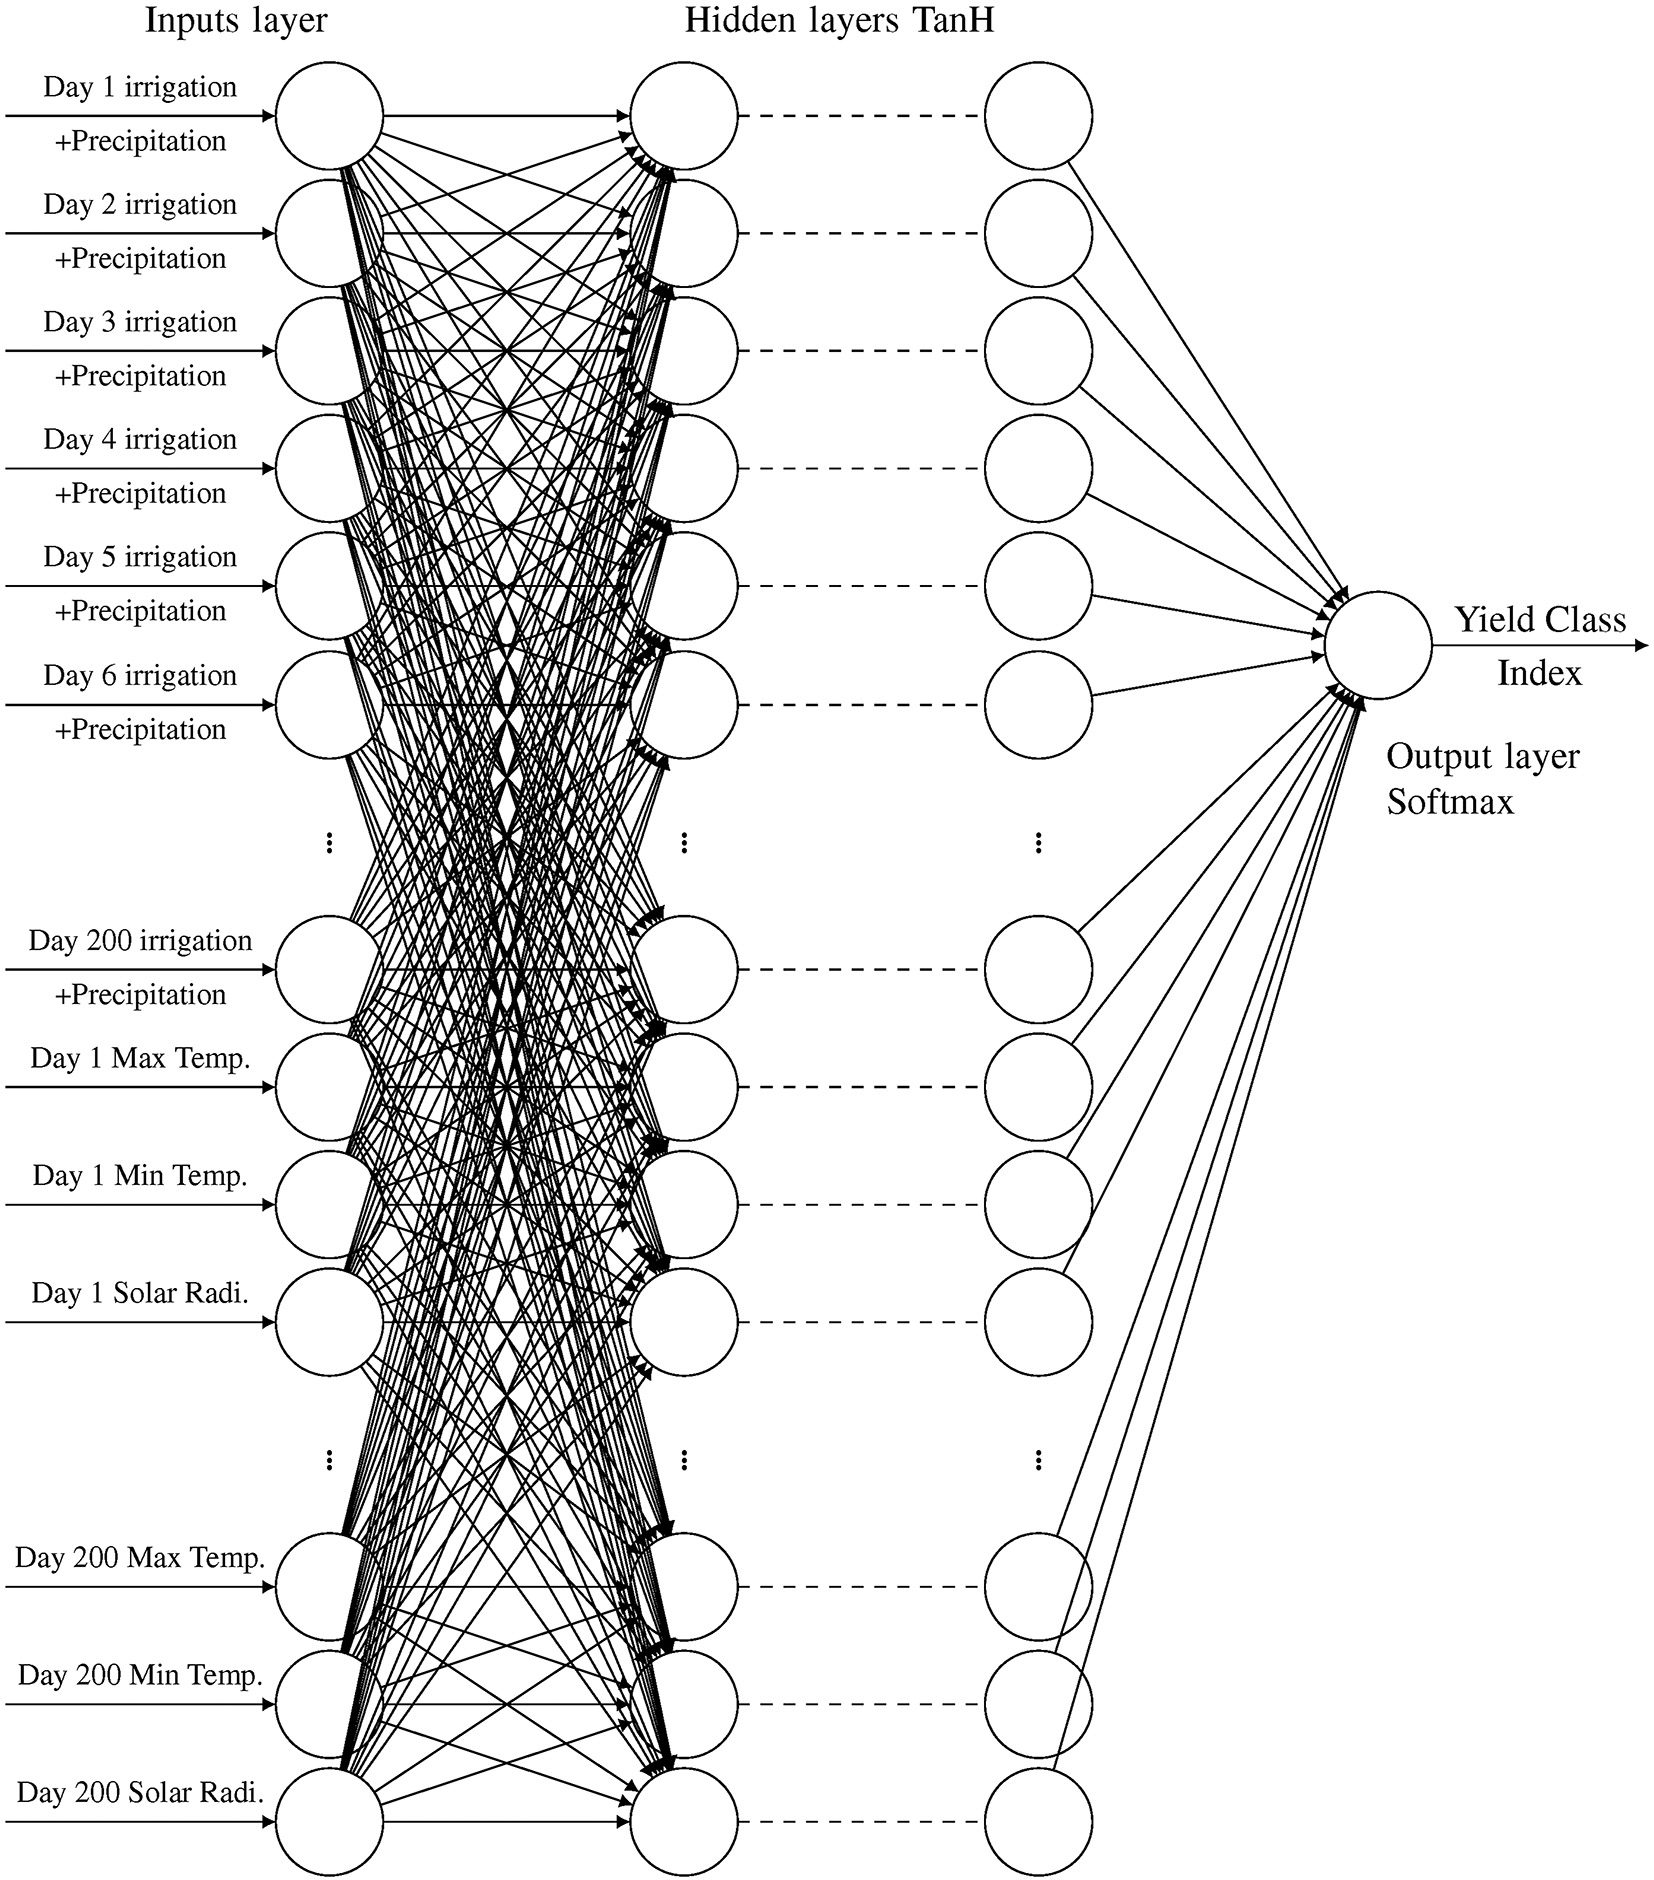 Inputs layer
Hidden layers TanH
Day 1 irrigation
+Precipitation
Day 2 irrigation
+Precipitation
Day 3 irrigation
+Precipitation
Day 4 irrigation
+Precipitation
Day 5 irrigation
+Precipitation
Day 6 irrigation
+Precipitation
Day 200 irrigation
+Precipitation
Day 1 Max Temp.
Day 1 Min Temp.
Day 1 Solar Radi.
Day 200 Max Temp.
Day 200 Min Temp.
Day 200 Solar Radi.
Yield Class
Index
Output layer
Softmax